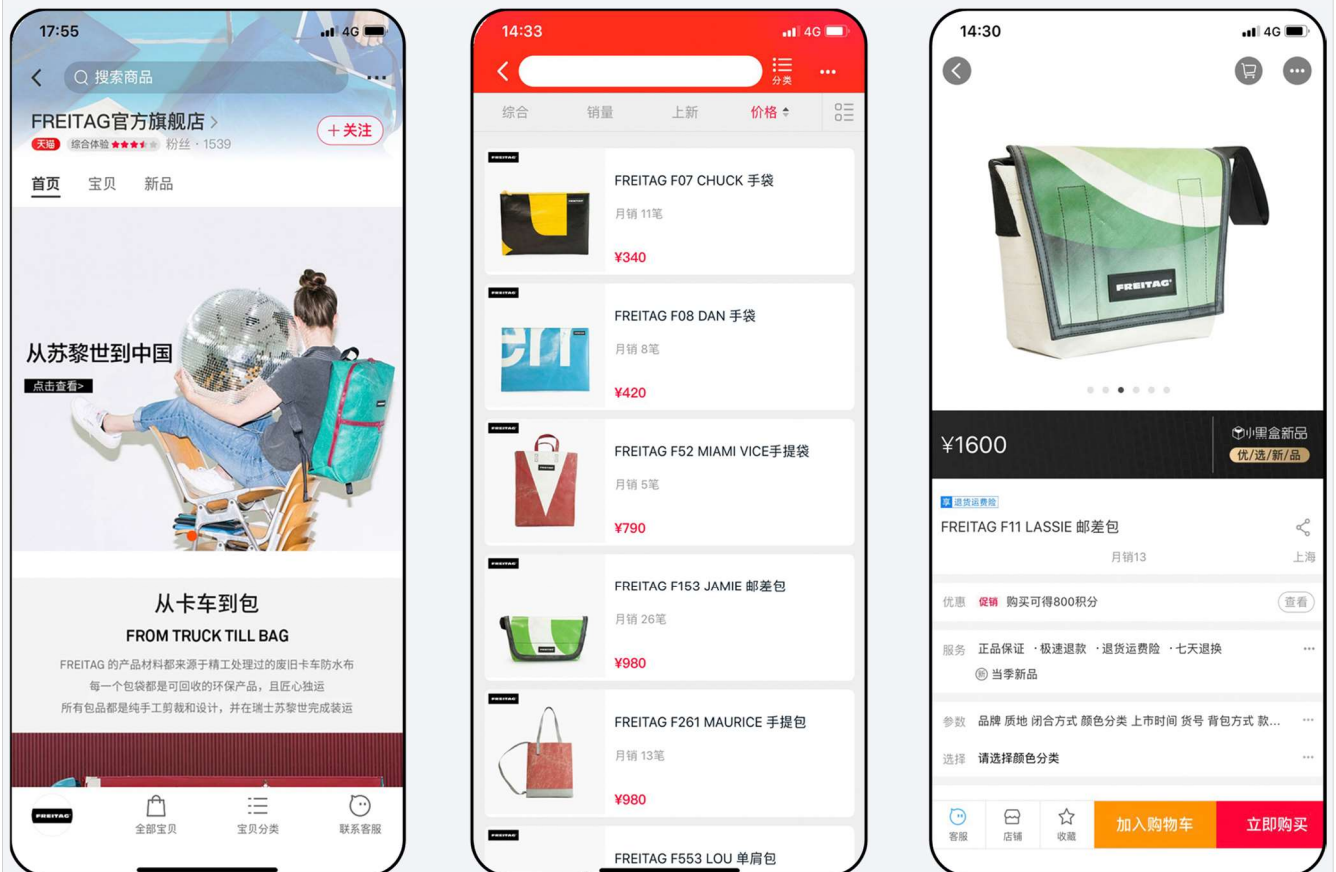 17:55
4G
搜索商品
FREITAG官方旗舰店
天猫 综合体验 粉丝·1539
+关注
首页 宝贝 新品
从苏黎世到中国
点击查看>
从卡车到包
FROM TRUCK TILL BAG
FREITAG 的产品材料都来源于精工处理过的废旧卡车防水布
每一个包袋都是可回收的环保产品，且匠心独运
所有包品都是纯手工剪裁和设计，并在瑞士苏黎世完成装运
FREITAG
全部宝贝 宝贝分类 联系客服
14:33
4G
分类
综合 销量 上新 价格
FREITAG
FREITAG F07 CHUCK 手袋
月销 11笔
¥340
FREITAG
FREITAG F08 DAN 手袋
月销 8笔
¥420
FREITAG
FREITAG F52 MIAMI VICE手提袋
月销 5笔
¥790
FREITAG
FREITAG F153 JAMIE 邮差包
月销 26笔
¥980
FREITAG
FREITAG F261 MAURICE 手提包
月销 13笔
¥980
FREITAG
FREITAG F553 LOU 单肩包
14:30
4G
FREITAG
¥1600
小黑盒新品
优/选/新/品
享 退货运费险
FREITAG F11 LASSIE 邮差包
月销13 上海
优惠 促销 购买可得800积分 查看
服务 正品保证 ·极速退款 ·退货运费险 ·七天退换
新 当季新品
参数 品牌 质地 闭合方式 颜色分类 上市时间 货号 背包方式 款...
选择 请选择颜色分类
客服 店铺 收藏 加入购物车 立即购买